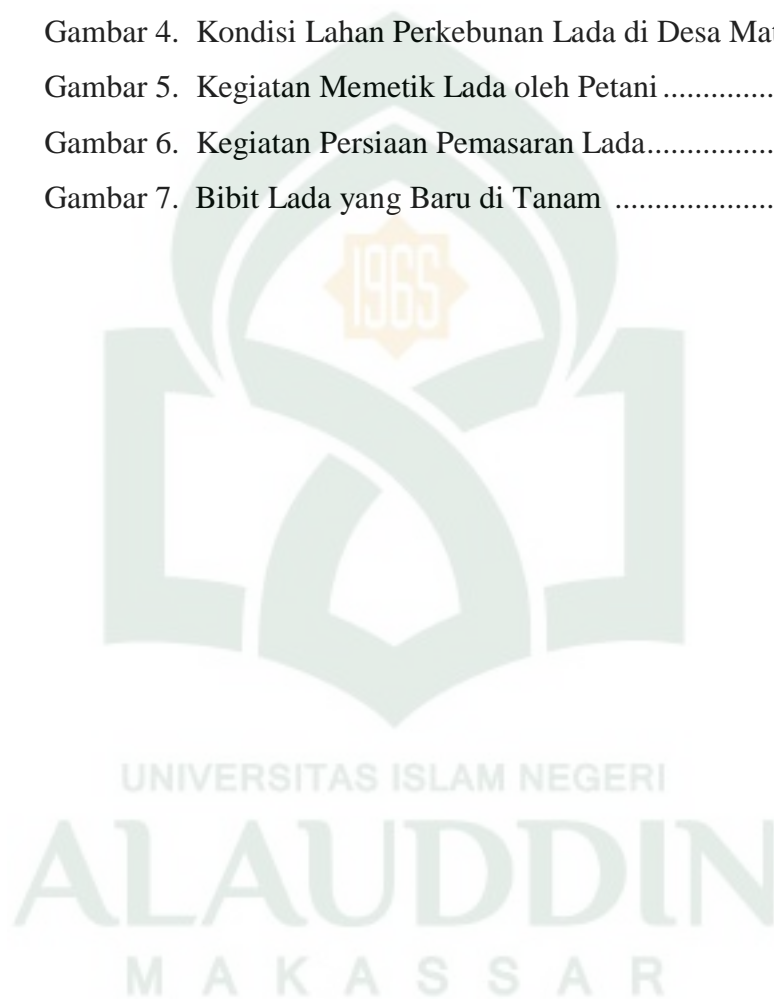 Gambar 4. Kondisi Lahan Perkebunan Lada di Desa
Gambar 5. Kegiatan Memetik Lada oleh Petani ..............
Gambar 6. Kegiatan Persiaan Pemasaran Lada................
Gambar 7. Bibit Lada yang Baru di Tanam ....................
1965
UNIVERSITAS ISLAM NEGERI
ALAUDDIN
MAKASSAR